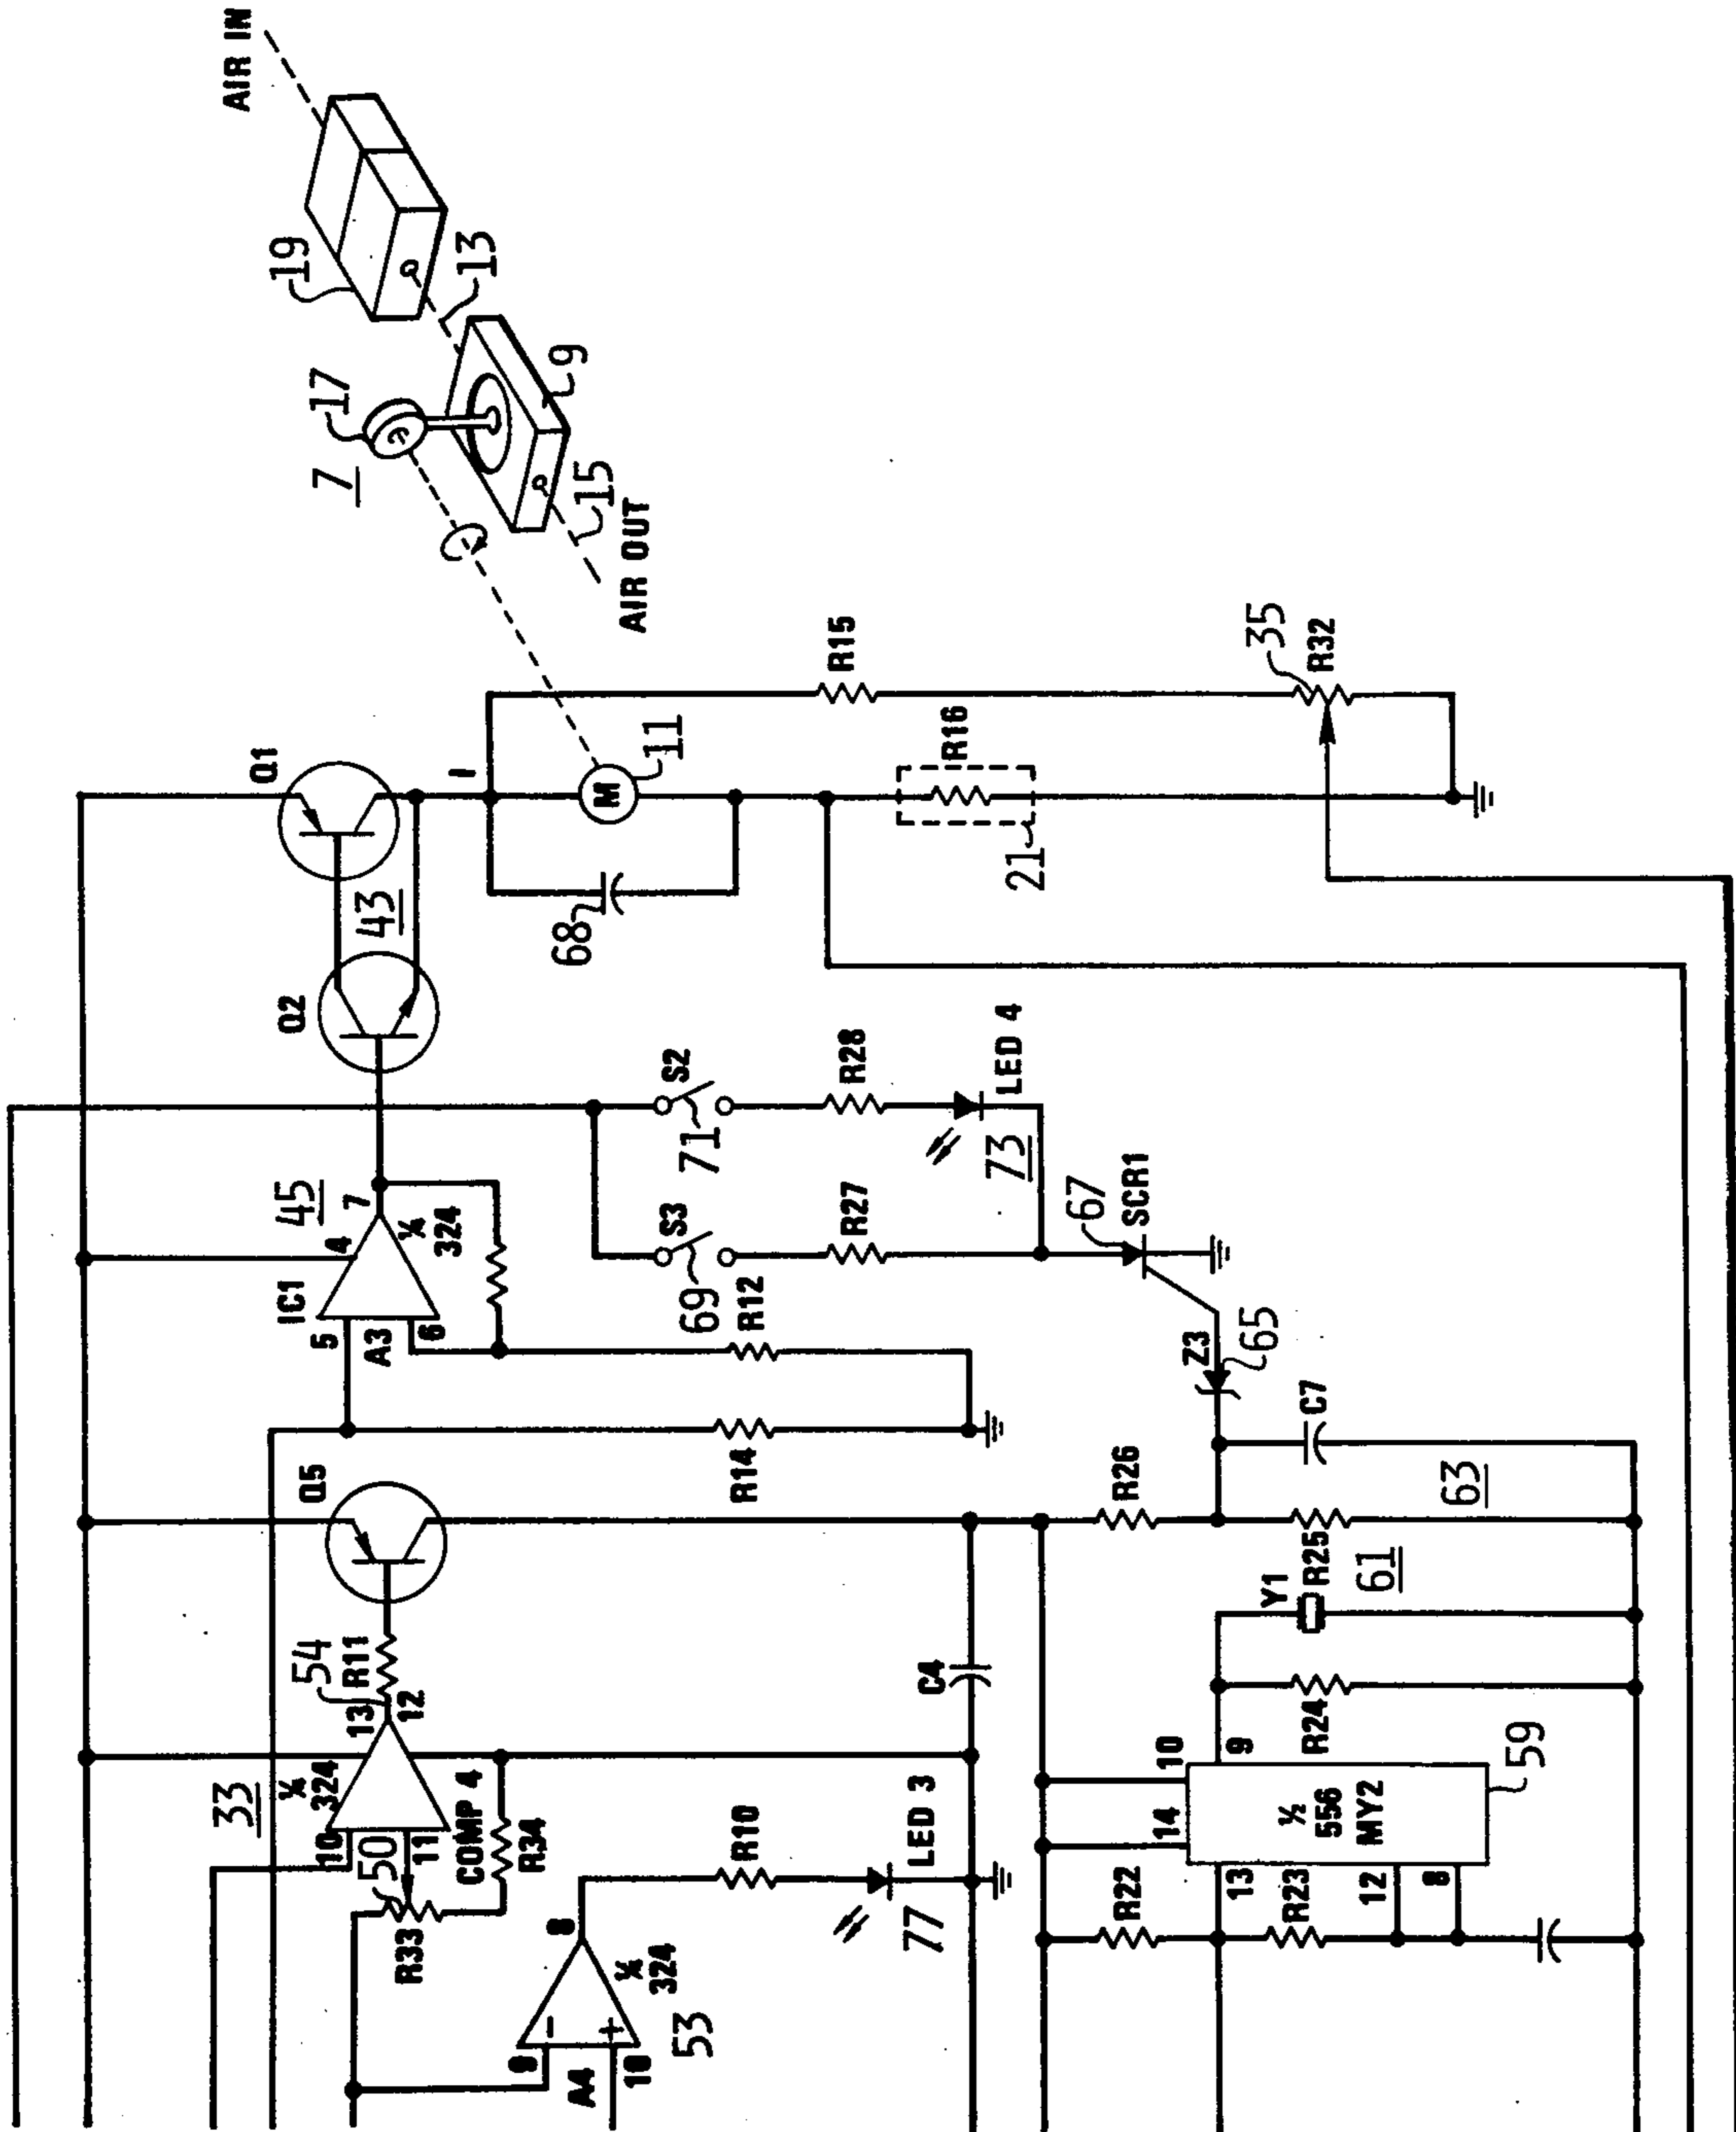 AIR IN
19
13
17
7
9
15
AIR OUT
Q1
I
M
11
R15
35
R32
R16
21
68
43
Q2
45
IC1
4
7
5
A3
6
¼
324
S2
71
S3
69
R28
R27
LED 4
73
67
SCR1
R12
R14
Z3
65
C7
63
Q5
R26
R25
61
Y1
54
R11
13
12
33
¼
324
10
50
11
COMP 4
R34
R33
C4
R24
R10
LED 3
77
8
9
A4
10
¼
324
53
10
9
14
½
556
MY2
59
13
12
8
R22
R23